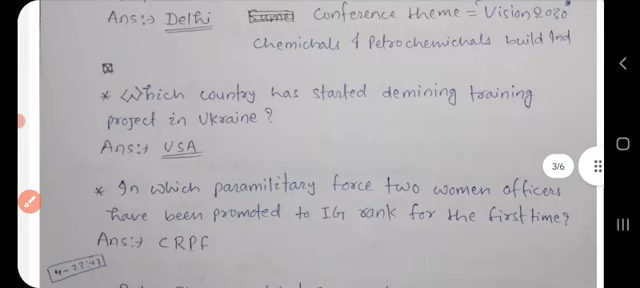 Ans:→ Delhi
Conference theme = Vision 2030
Chemichals & Petrochemichals build Ind
* Which country has started demining training
project in Ukraine?
Ans:→ USA
3/6
* In which paramilitary force two women officers
have been promoted to IG rank for the first time?
Ans:→ CRPF